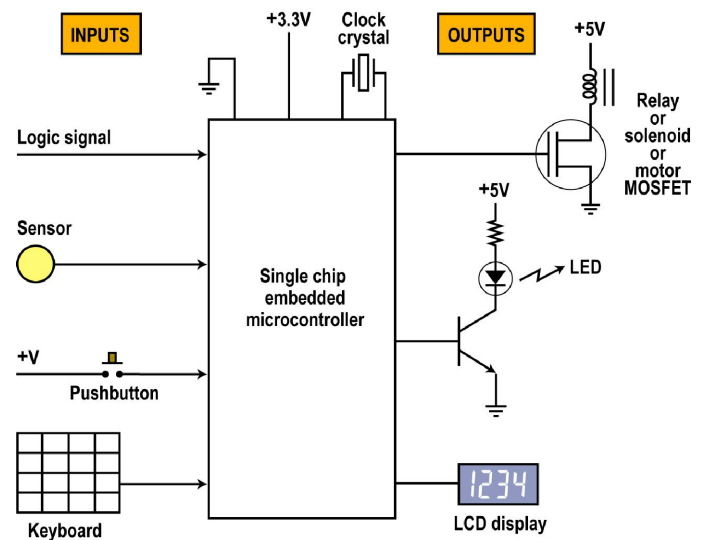 INPUTS
+3.3V
Clock
crystal
OUTPUTS
+5V
Relay
or
solenoid
or
motor
MOSFET
Logic signal
+5V
Sensor
LED
Single chip
embedded
microcontroller
+V
Pushbutton
1234
Keyboard
LCD display